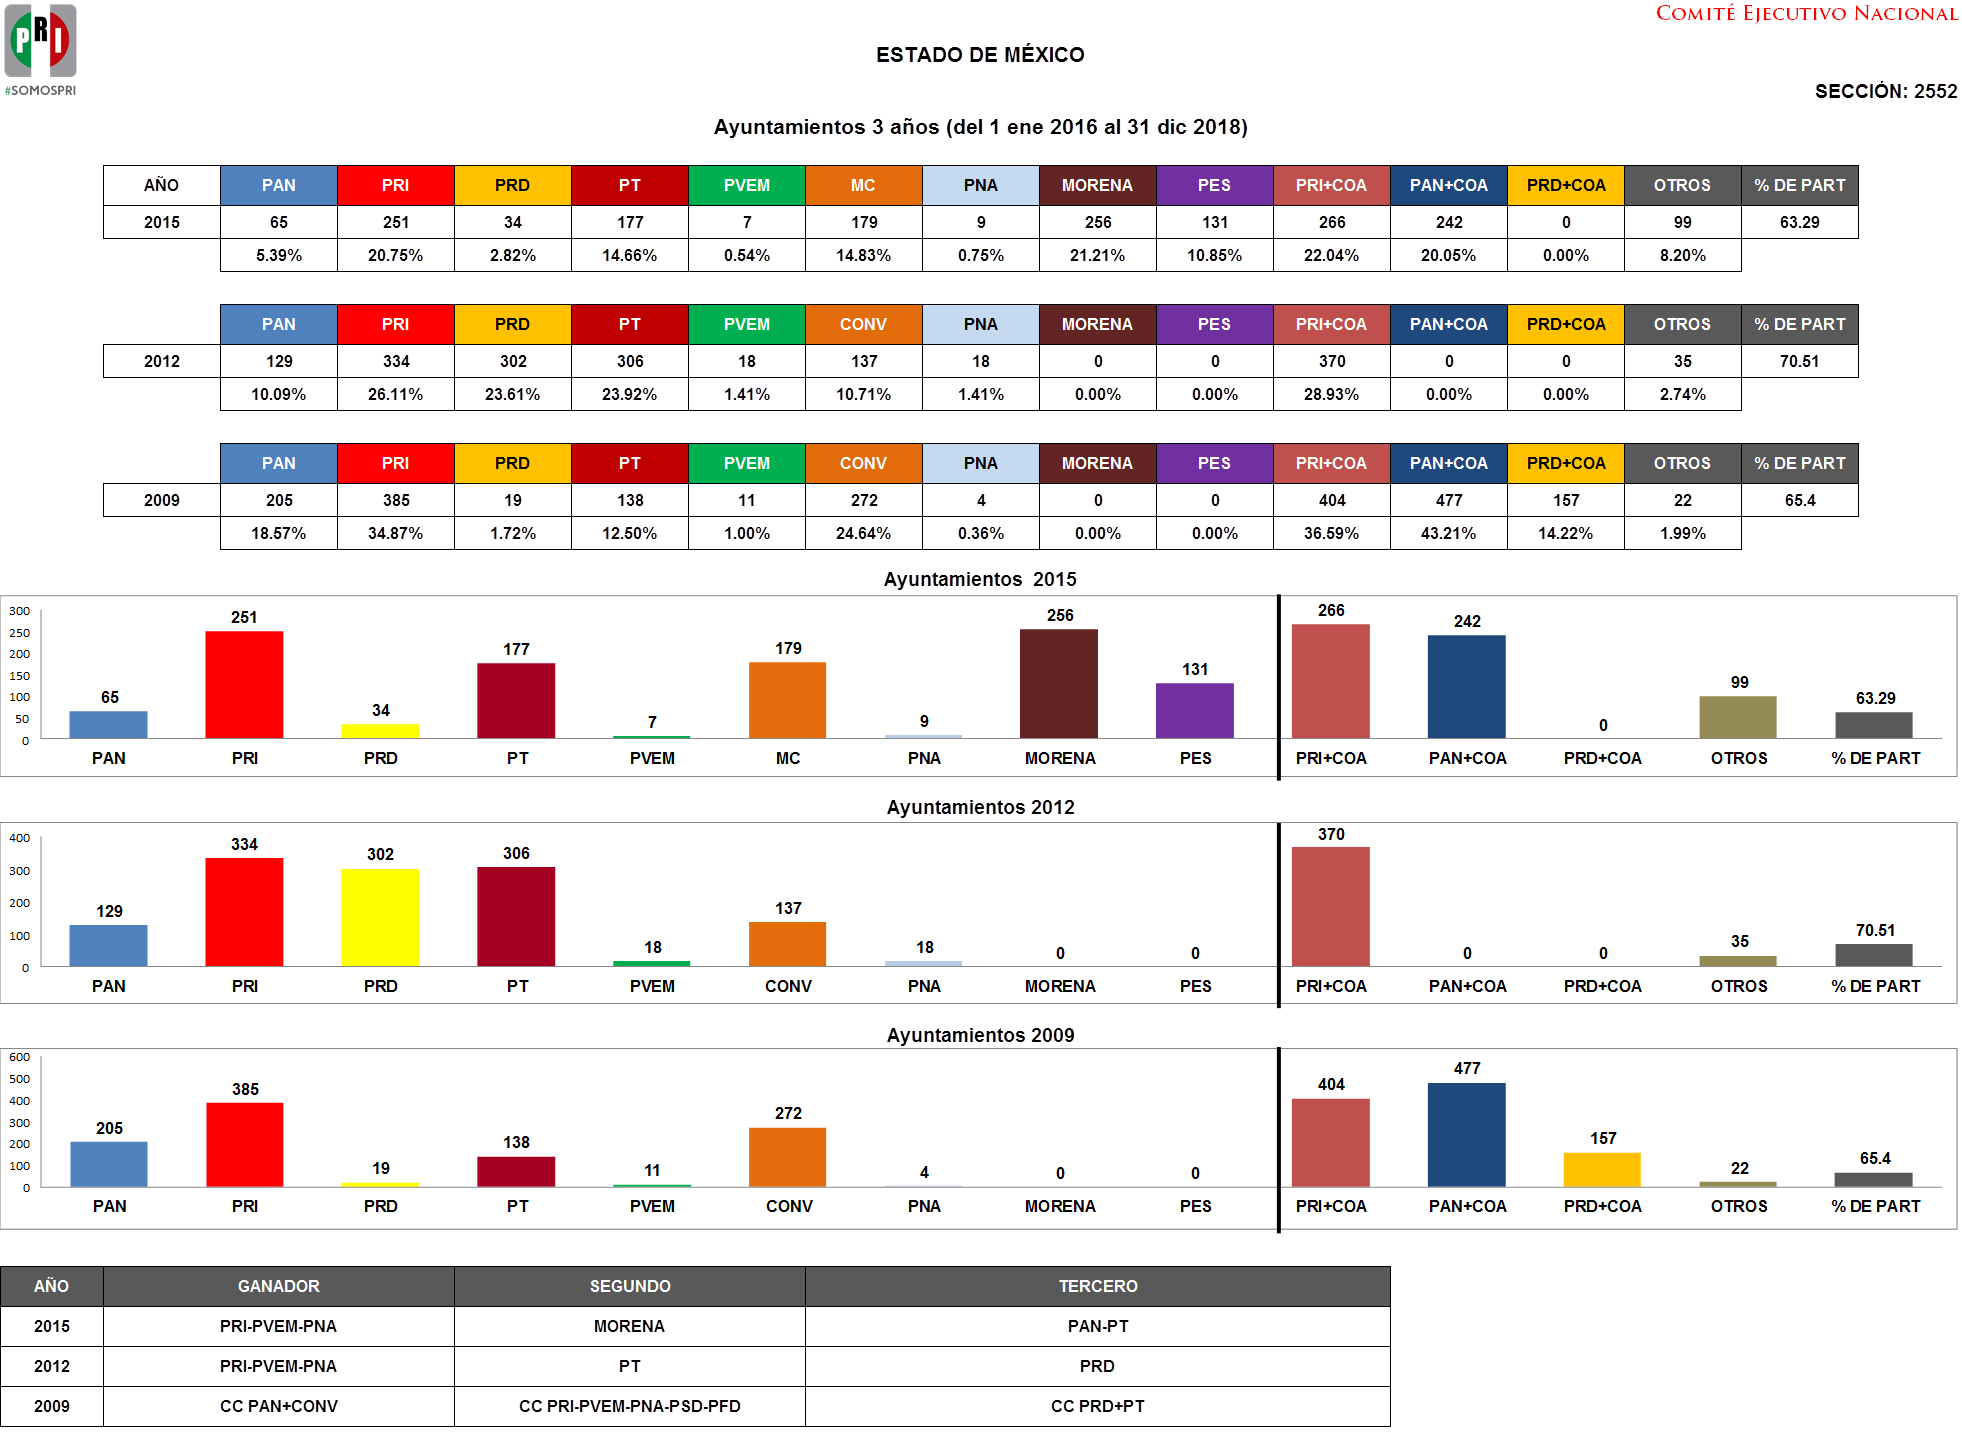 COMITÉ EJECUTIVO NACIONAL
PRI
#SOMOSPRI
ESTADO DE MÉXICO
SECCIÓN: 2552
Ayuntamientos 3 años (del 1 ene 2016 al 31 dic 2018)
AÑO PAN PRI PRD PT PVEM MC PNA MORENA PES PRI+COA PAN+COA PRD+COA OTROS % DE PART
2015 65 251 34 177 7 179 9 256 131 266 242 0 99 63.29
5.39% 20.75% 2.82% 14.66% 0.54% 14.83% 0.75% 21.21% 10.85% 22.04% 20.05% 0.00% 8.20%
PAN PRI PRD PT PVEM CONV PNA MORENA PES PRI+COA PAN+COA PRD+COA OTROS % DE PART
2012 129 334 302 306 18 137 18 0 0 370 0 0 35 70.51
10.09% 26.11% 23.61% 23.92% 1.41% 10.71% 1.41% 0.00% 0.00% 28.93% 0.00% 0.00% 2.74%
PAN PRI PRD PT PVEM CONV PNA MORENA PES PRI+COA PAN+COA PRD+COA OTROS % DE PART
2009 205 385 19 138 11 272 4 0 0 404 477 157 22 65.4
18.57% 34.87% 1.72% 12.50% 1.00% 24.64% 0.36% 0.00% 0.00% 36.59% 43.21% 14.22% 1.99%
Ayuntamientos 2015
300
250
200
150
100
50
0
65 251 34 177 7 179 9 256 131 266 242 0 99 63.29
PAN PRI PRD PT PVEM MC PNA MORENA PES PRI+COA PAN+COA PRD+COA OTROS % DE PART
Ayuntamientos 2012
400
300
200
100
0
129 334 302 306 18 137 18 0 0 370 0 0 35 70.51
PAN PRI PRD PT PVEM CONV PNA MORENA PES PRI+COA PAN+COA PRD+COA OTROS % DE PART
Ayuntamientos 2009
600
500
400
300
200
100
0
205 385 19 138 11 272 4 0 0 404 477 157 22 65.4
PAN PRI PRD PT PVEM CONV PNA MORENA PES PRI+COA PAN+COA PRD+COA OTROS % DE PART
AÑO GANADOR SEGUNDO TERCERO
2015 PRI-PVEM-PNA MORENA PAN-PT
2012 PRI-PVEM-PNA PT PRD
2009 CC PAN+CONV CC PRI-PVEM-PNA-PSD-PFD CC PRD+PT